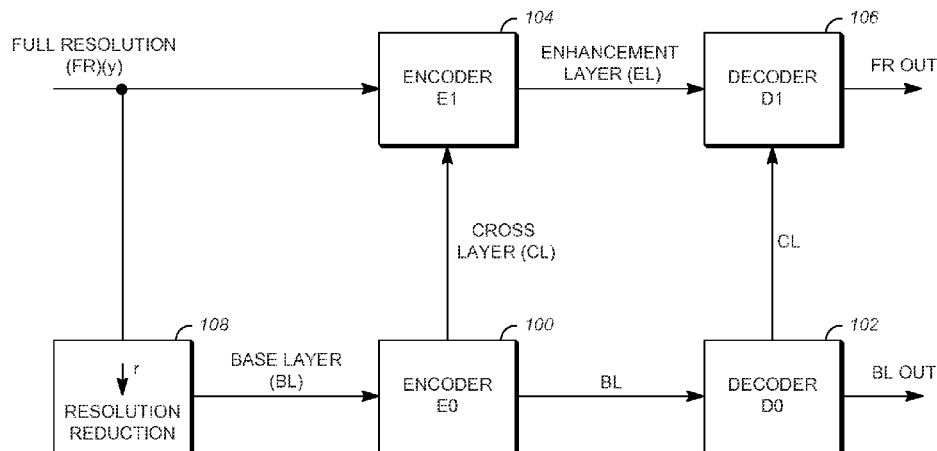 104
106
FULL RESOLUTION
(FR)(y)
ENCODER
E1
ENHANCEMENT
LAYER (EL)
DECODER
D1
FR OUT
CROSS
LAYER (CL)
CL
108
100
102
r
RESOLUTION
REDUCTION
BASE LAYER
(BL)
ENCODER
E0
BL
DECODER
D0
BL OUT